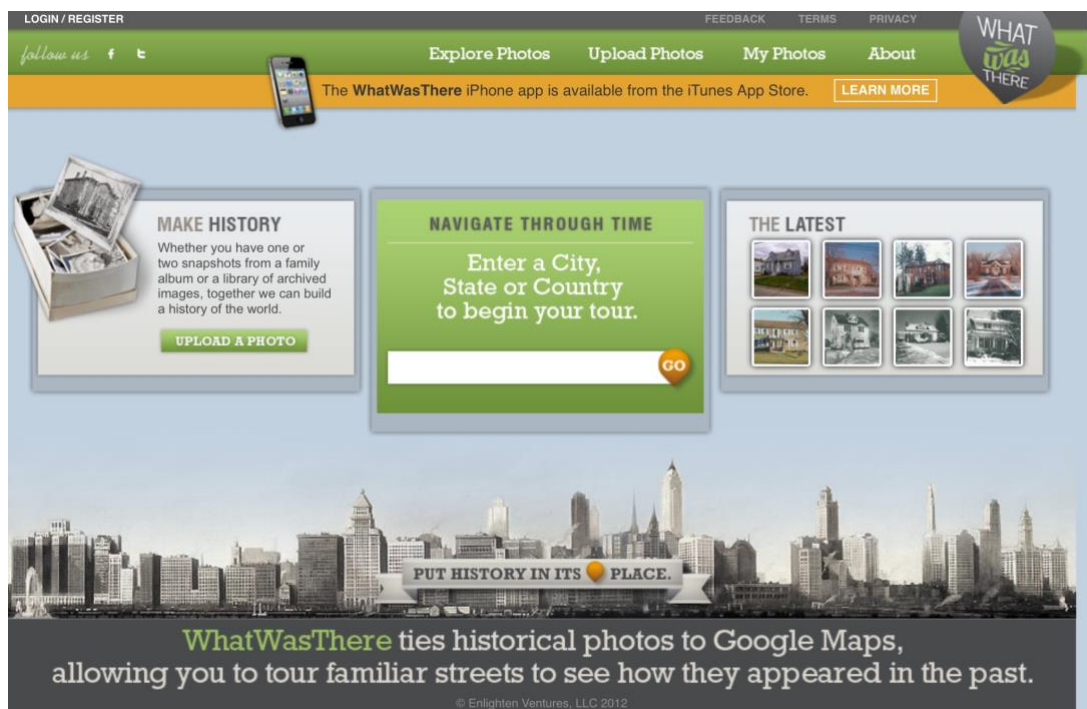 LOGIN / REGISTER
FEEDBACK TERMS PRIVACY
follow us f t
Explore Photos Upload Photos My Photos About
WHAT
was
THERE
The WhatWasThere iPhone app is available from the iTunes App Store. LEARN MORE
MAKE HISTORY
Whether you have one or
two snapshots from a family
album or a library of archived
images, together we can build
a history of the world.
UPLOAD A PHOTO
NAVIGATE THROUGH TIME
Enter a City,
State or Country
to begin your tour.
GO
THE LATEST
PUT HISTORY IN ITS PLACE.
WhatWasThere ties historical photos to Google Maps,
allowing you to tour familiar streets to see how they appeared in the past.
© Enlighten Ventures, LLC 2012